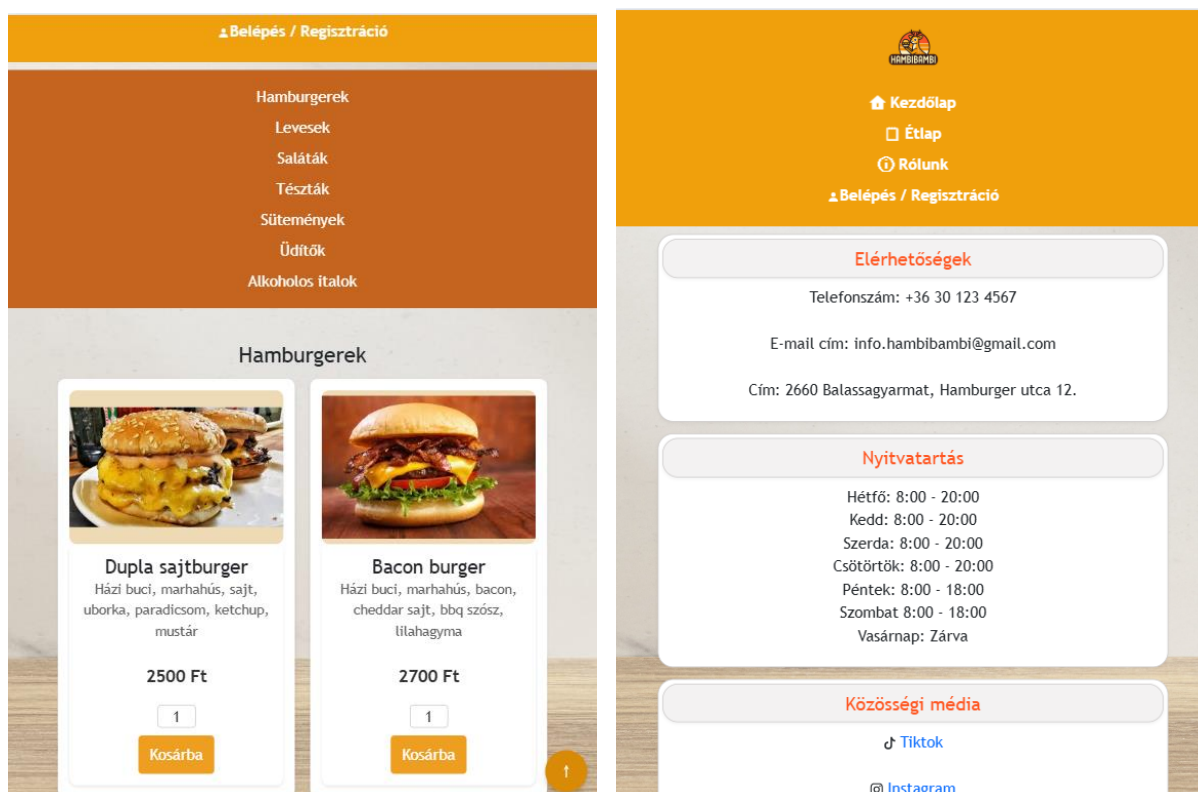 Belépés / Regisztráció
Hamburgerek
Levesek
Saláták
Tészták
Sütemények
Üdítők
Alkoholos italok
Hamburgerek
Dupla sajtburger
Házi buci, marhahús, sajt,
uborka, paradicsom, ketchup,
mustár
2500 Ft
1
Kosárba
Bacon burger
Házi buci, marhahús, bacon,
cheddar sajt, bbq szósz,
lilahagyma
2700 Ft
1
Kosárba
↑
HAMBIBAMBI
Kezdőlap
Étlap
Rólunk
Belépés / Regisztráció
Elérhetőségek
Telefonszám: +36 30 123 4567
E-mail cím: info.hambibambi@gmail.com
Cím: 2660 Balassagyarmat, Hamburger utca 12.
Nyitvatartás
Hétfő: 8:00 - 20:00
Kedd: 8:00 - 20:00
Szerda: 8:00 - 20:00
Csötörtök: 8:00 - 20:00
Péntek: 8:00 - 18:00
Szombat 8:00 - 18:00
Vasárnap: Zárva
Közösségi média
Tiktok
Instagram